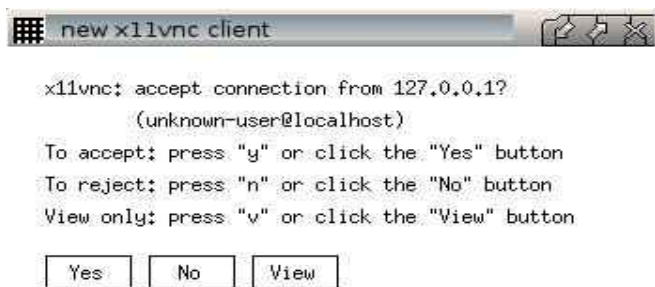 new x11vnc client
x11vnc: accept connection from 127.0.0.1?
(unknown-user@localhost)
To accept: press "y" or click the "Yes" button
To reject: press "n" or click the "No" button
View only: press "v" or click the "View" button
Yes No View